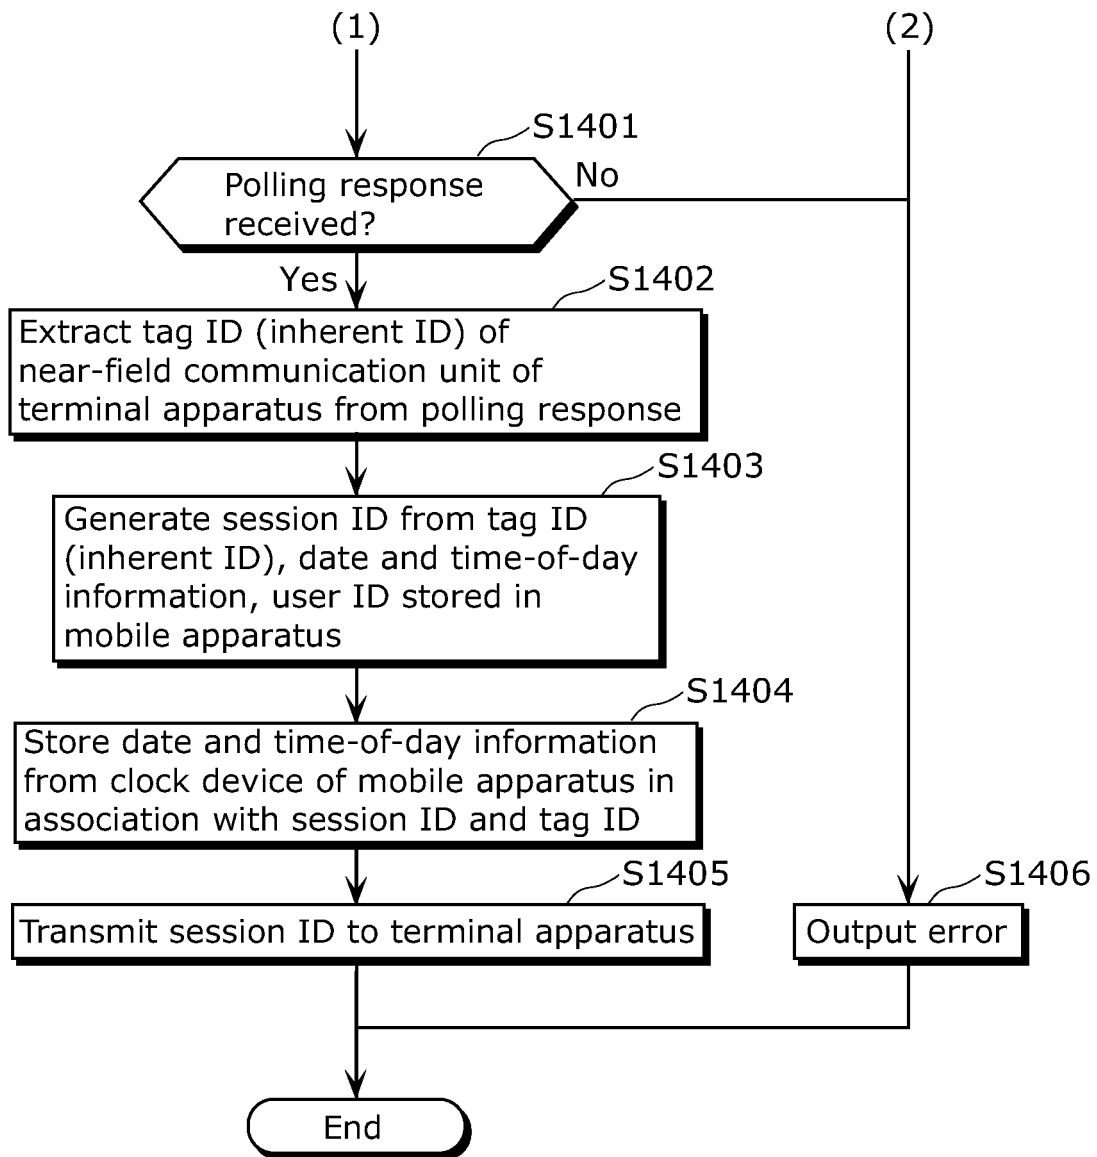 (1)
(2)
S1401
Polling response
received?
No
Yes
S1402
Extract tag ID (inherent ID) of
near-field communication unit of
terminal apparatus from polling response
S1403
Generate session ID from tag ID
(inherent ID), date and time-of-day
information, user ID stored in
mobile apparatus
S1404
Store date and time-of-day information
from clock device of mobile apparatus in
association with session ID and tag ID
S1405
Transmit session ID to terminal apparatus
S1406
Output error
End